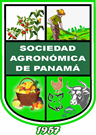 SOCIEDAD
AGRONÓMICA
DE PANAMÁ
1967